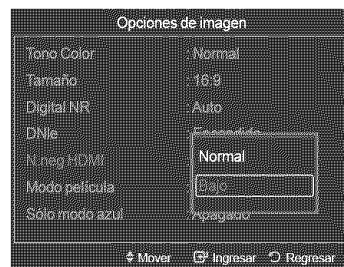 Opciones de imagen
Tono Color : Normal
Tamaño : 16:9
Digital NR : Auto
DNIe : Encendido
N.neg HDMI
Normal
Modo película
Bajo
Sólo modo azul : Apagado
Mover Ingresar Regresar